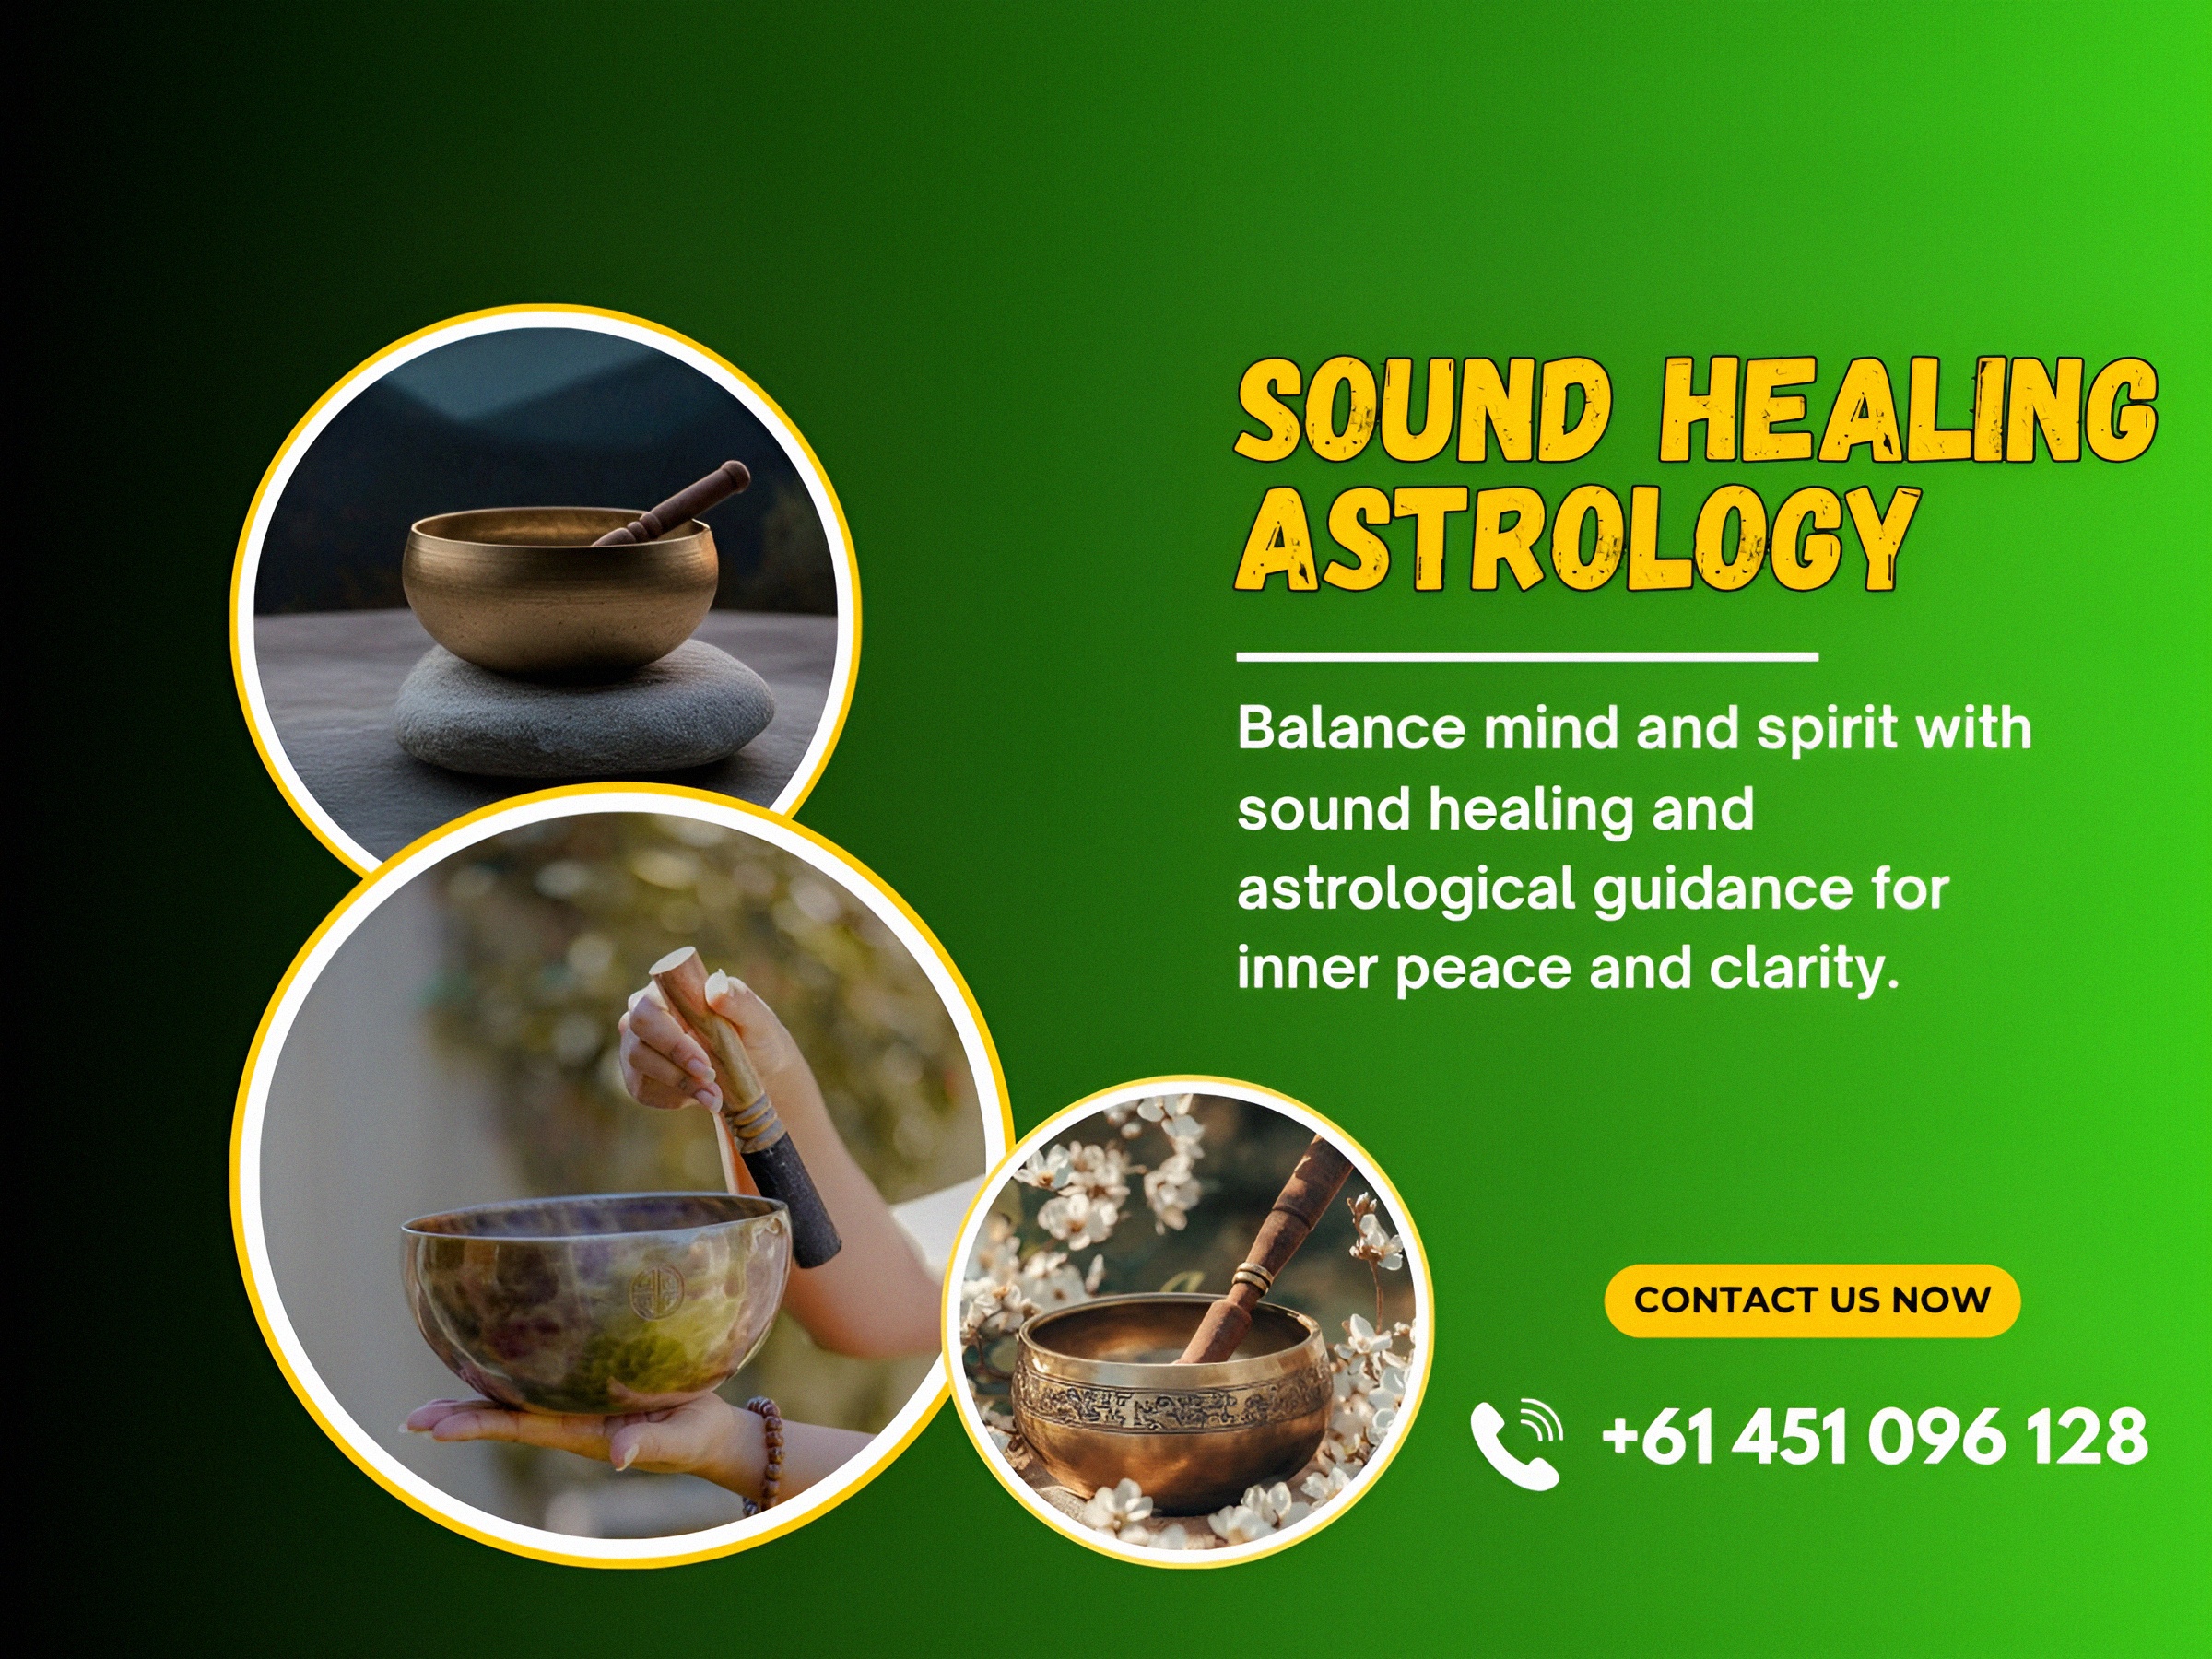 SOUND HEALING
ASTROLOGY
Balance mind and spirit with
sound healing and
astrological guidance for
inner peace and clarity.
CONTACT US NOW
+61 451 096 128